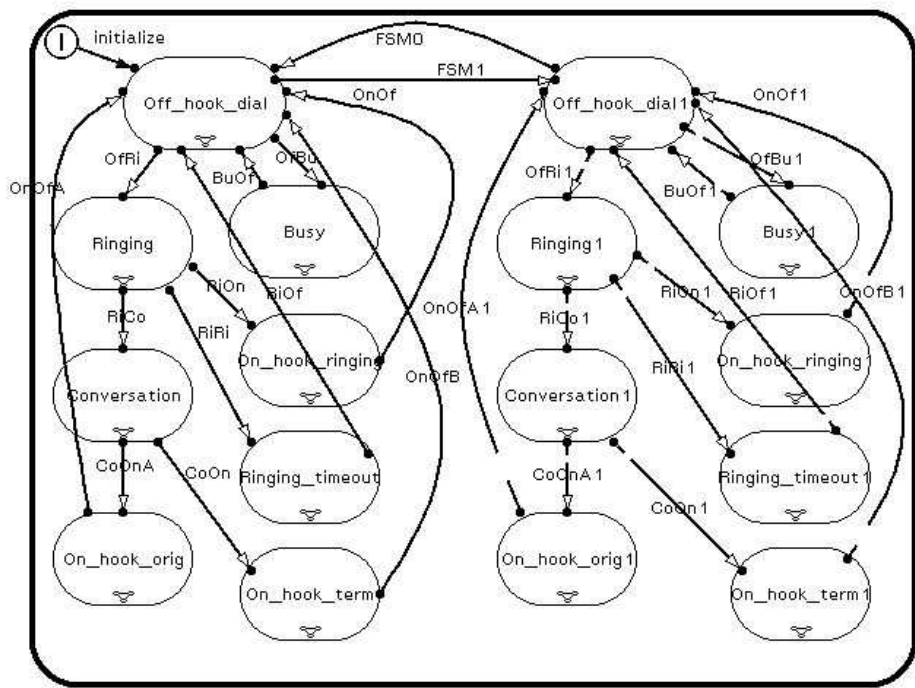 I
initialize
FSM0
FSM1
Off_hook_dial
OnOf
Off_hook_dial1
OnOf1
OfRi
OfBu
OfRi1
OfBu1
OnOfA
BuOf
BuOf1
Ringing
Busy
Ringing1
Busy1
RiOn
RiOf
RiOn1
RiOf1
OnOfB1
OnOfA1
RiCo
RiRi
RiCo1
On_hook_ringing
On_hook_ringing1
RiRi1
OnOfB
Conversation
Conversation1
CoOnA
CoOn
Ringing_timeout
CoOnA1
Ringing_timeout1
CoOn1
On_hook_orig
On_hook_orig1
On_hook_term
On_hook_term1